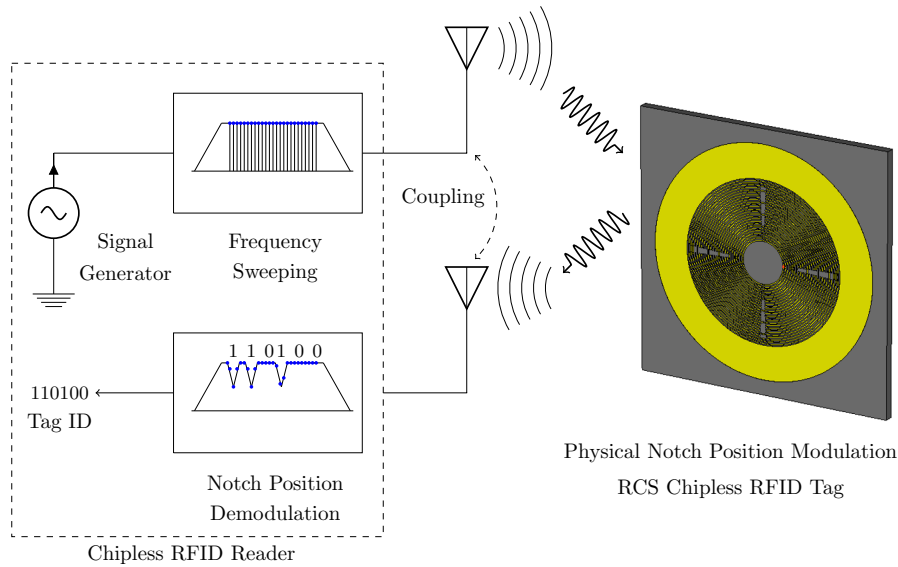 Coupling
Signal
Generator
Frequency
Sweeping
1 1 0 1 0 0
110100
Tag ID
Notch Position
Demodulation
Chipless RFID Reader
Physical Notch Position Modulation
RCS Chipless RFID Tag